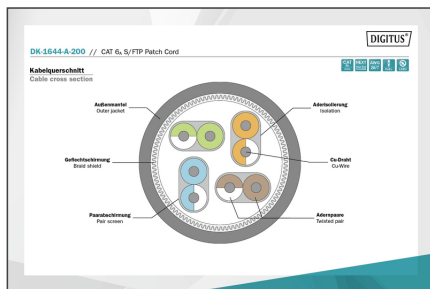 DIGITUS®
DK-1644-A-200 // CAT 6A S/FTP Patch Cord
Kabelquerschnitt
Cable cross section
Außenmantel
Outer jacket
Aderisolierung
Isolation
Geflechtschirmung
Braid shield
Cu-Draht
Cu-Wire
Paarabschirmung
Pair screen
Adernpaare
Twisted pair